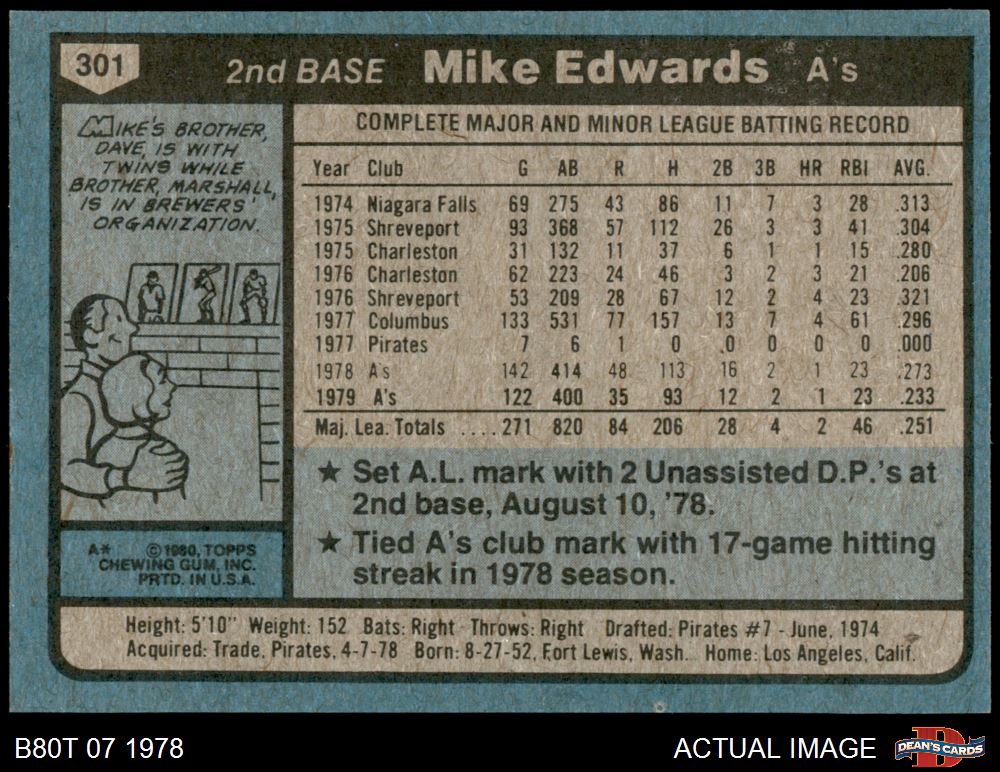 301
2nd BASE Mike Edwards A's
MIKE'S BROTHER,
DAVE, IS WITH
TWINS WHILE
BROTHER, MARSHALL,
IS IN BREWERS'
ORGANIZATION.
COMPLETE MAJOR AND MINOR LEAGUE BATTING RECORD
Year Club G AB R H 2B 3B HR RBI AVG.
1974 Niagara Falls 69 275 43 86 11 7 3 28 .313
1975 Shreveport 93 368 57 112 26 3 3 41 .304
1975 Charleston 31 132 11 37 6 1 1 15 .280
1976 Charleston 62 223 24 46 3 2 3 21 .206
1976 Shreveport 53 209 28 67 12 2 4 23 .321
1977 Columbus 133 531 77 157 13 7 4 61 .296
1977 Pirates 7 6 1 0 .0 0 0 0 .000
1978 A's 142 414 48 113 16 2 1 23 .273
1979 A's 122 400 35 93 12 2 1 23 .233
Maj. Lea. Totals ....271 820 84 206 28 4 2 46 .251
★ Set A.L. mark with 2 Unassisted D.P.'s at
2nd base, August 10, '78.
★ Tied A's club mark with 17-game hitting
streak in 1978 season.
A* © 1980, TOPPS
CHEWING GUM, INC.
PRTD. IN U.S.A.
Height: 5'10" Weight: 152 Bats: Right Throws: Right Drafted: Pirates #7 - June, 1974
Acquired: Trade, Pirates, 4-7-78 Born: 8-27-52, Fort Lewis, Wash. Home: Los Angeles, Calif.
B80T 07 1978
ACTUAL IMAGE
D
DEAN'S CARDS